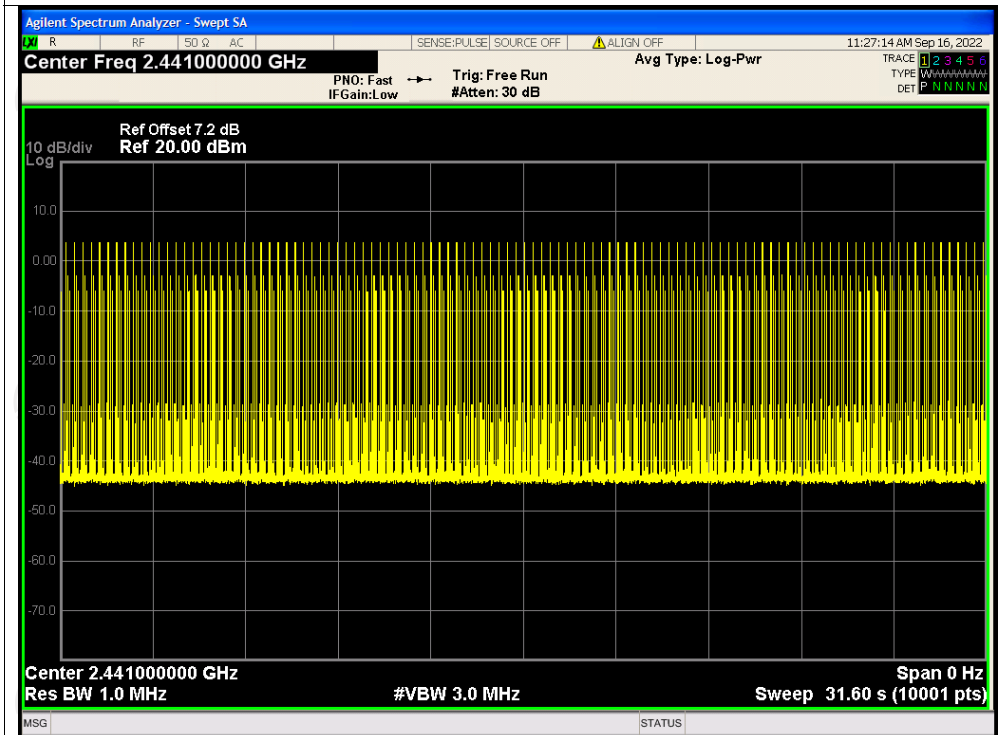 Agilent Spectrum Analyzer - Swept SA
LXI R RF 50 Ω AC SENSE:PULSE SOURCE OFF ALIGN OFF 11:27:14 AM Sep 16, 2022
Center Freq 2.441000000 GHz
PNO: Fast
IFGain:Low
Trig: Free Run
#Atten: 30 dB
Avg Type: Log-Pwr
TRACE 1 2 3 4 5 6
TYPE W
DET P N N N N N
Ref Offset 7.2 dB
10 dB/div Ref 20.00 dBm
Log
10.0
0.00
-10.0
-20.0
-30.0
-40.0
-50.0
-60.0
-70.0
Center 2.441000000 GHz Span 0 Hz
Res BW 1.0 MHz #VBW 3.0 MHz Sweep 31.60 s (10001 pts)
MSG STATUS